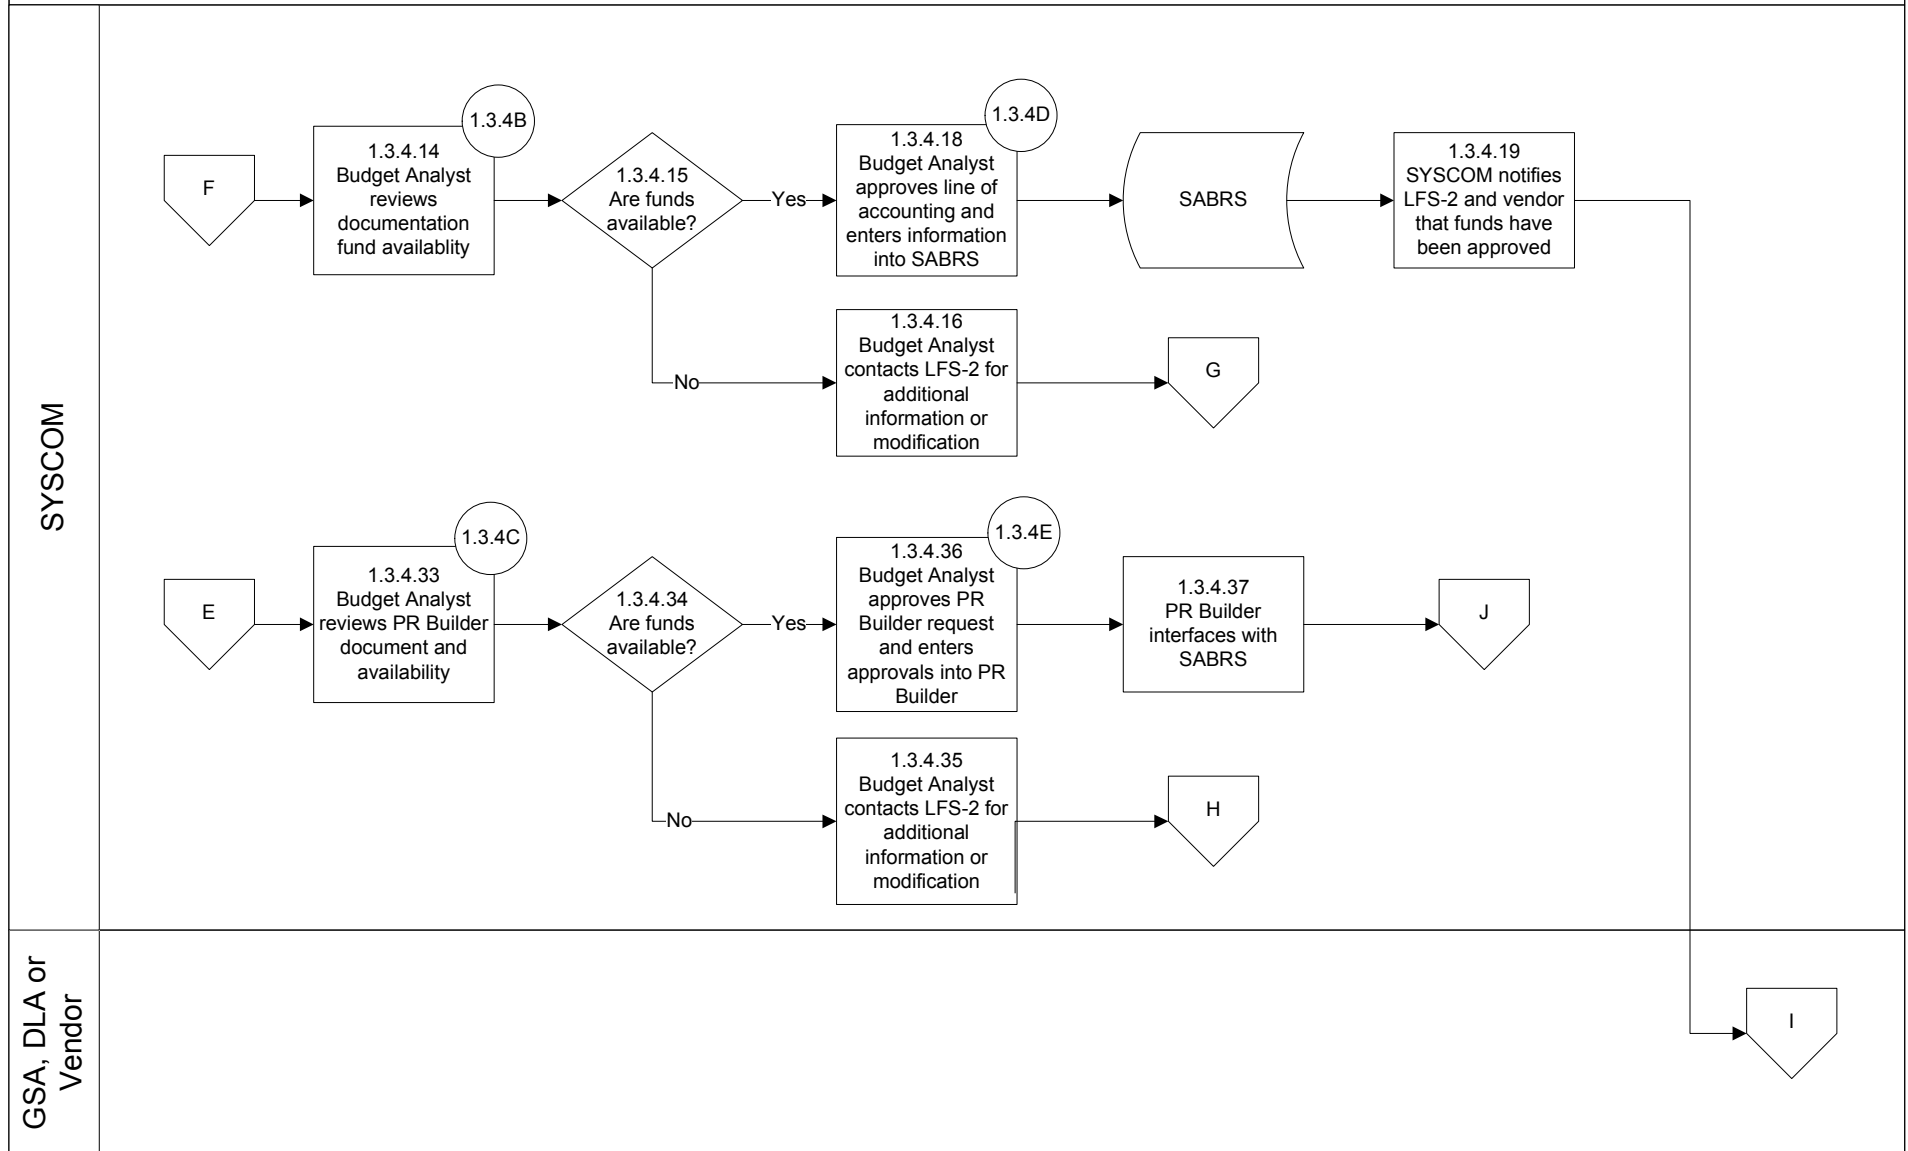 SYSCOM
F
1.3.4B
1.3.4.14
Budget Analyst
reviews
documentation
fund availablity
1.3.4.15
Are funds
available?
Yes
1.3.4D
1.3.4.18
Budget Analyst
approves line of
accounting and
enters information
into SABRS
SABRS
1.3.4.19
SYSCOM notifies
LFS-2 and vendor
that funds have
been approved
No
1.3.4.16
Budget Analyst
contacts LFS-2 for
additional
information or
modification
G
E
1.3.4C
1.3.4.33
Budget Analyst
reviews PR Builder
document and
availability
1.3.4.34
Are funds
available?
Yes
1.3.4E
1.3.4.36
Budget Analyst
approves PR
Builder request
and enters
approvals into PR
Builder
1.3.4.37
PR Builder
interfaces with
SABRS
J
No
1.3.4.35
Budget Analyst
contacts LFS-2 for
additional
information or
modification
H
GSA, DLA or
Vendor
I